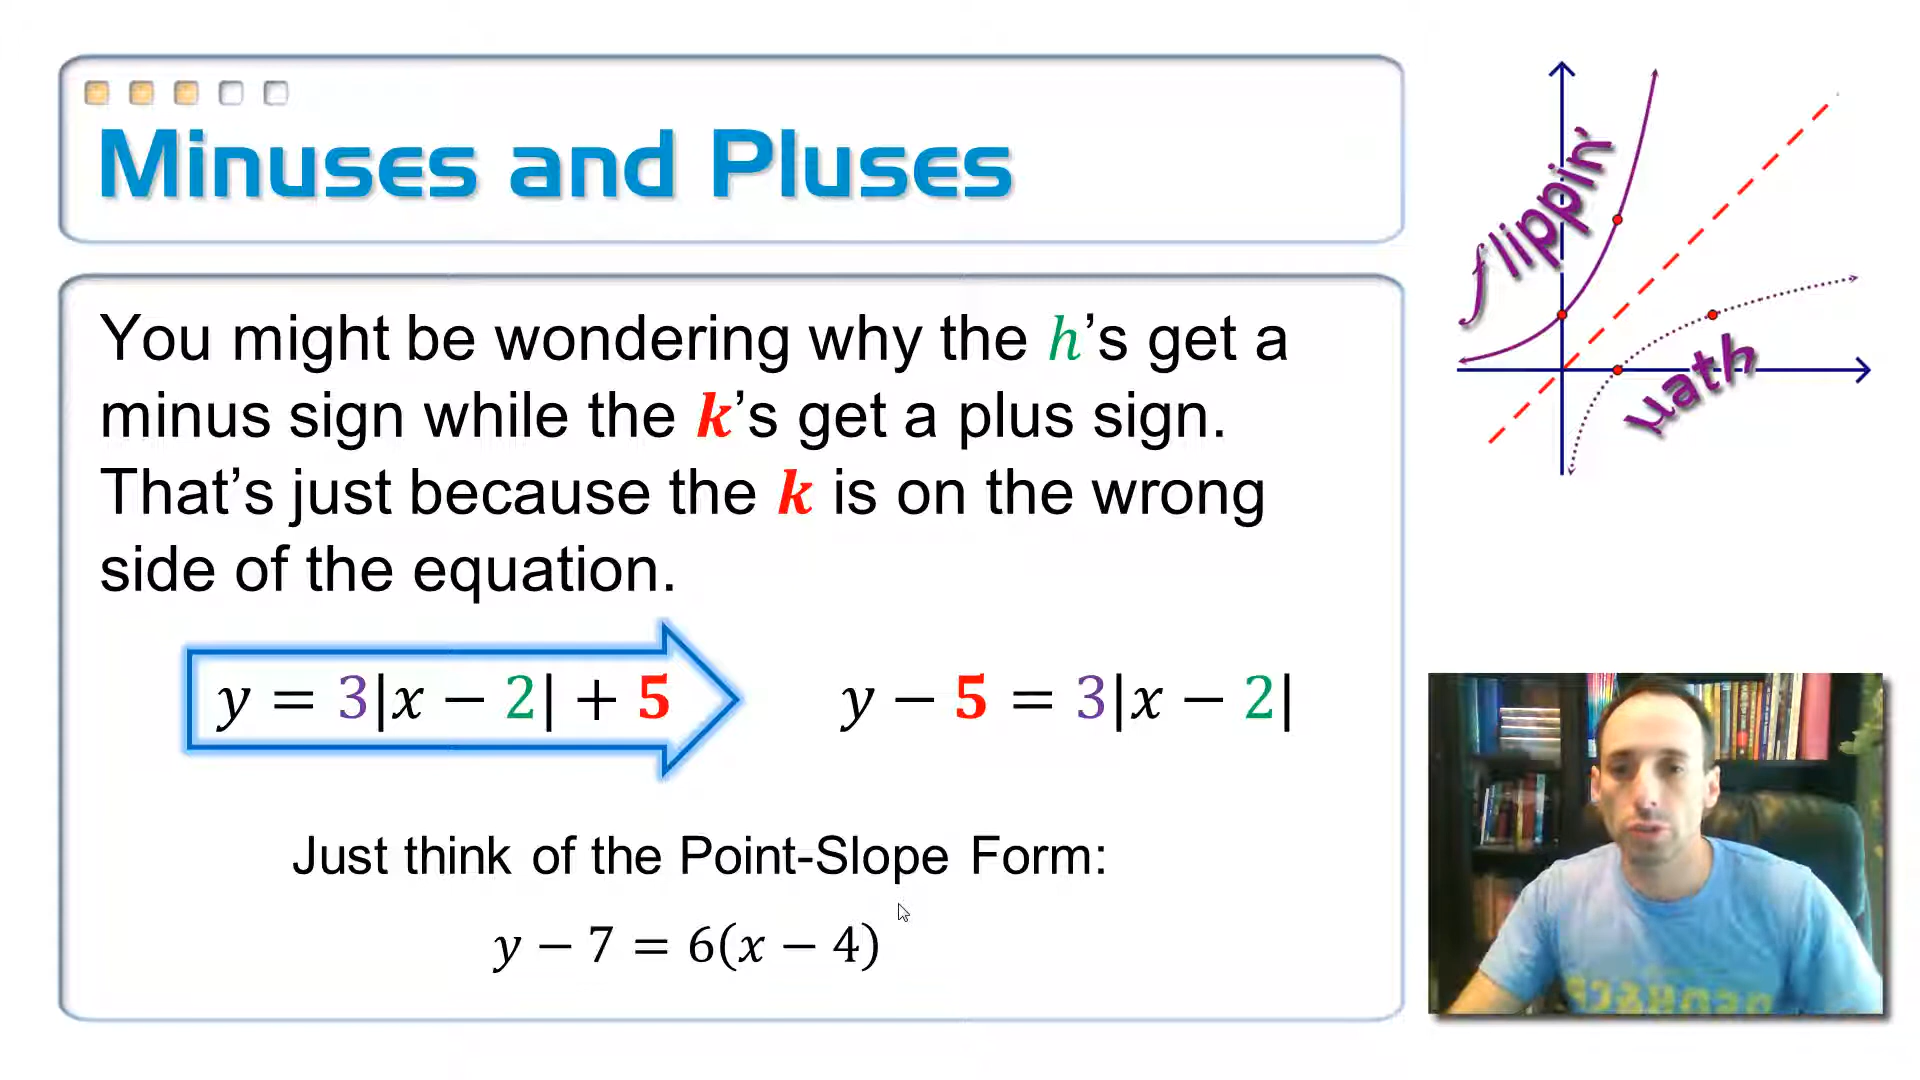 Minuses and Pluses
You might be wondering why the h’s get a
minus sign while the k’s get a plus sign.
That’s just because the k is on the wrong
side of the equation.
y = 3|x − 2| + 5
y − 5 = 3|x − 2|
Just think of the Point-Slope Form:
y − 7 = 6(x − 4)
flippin'
math